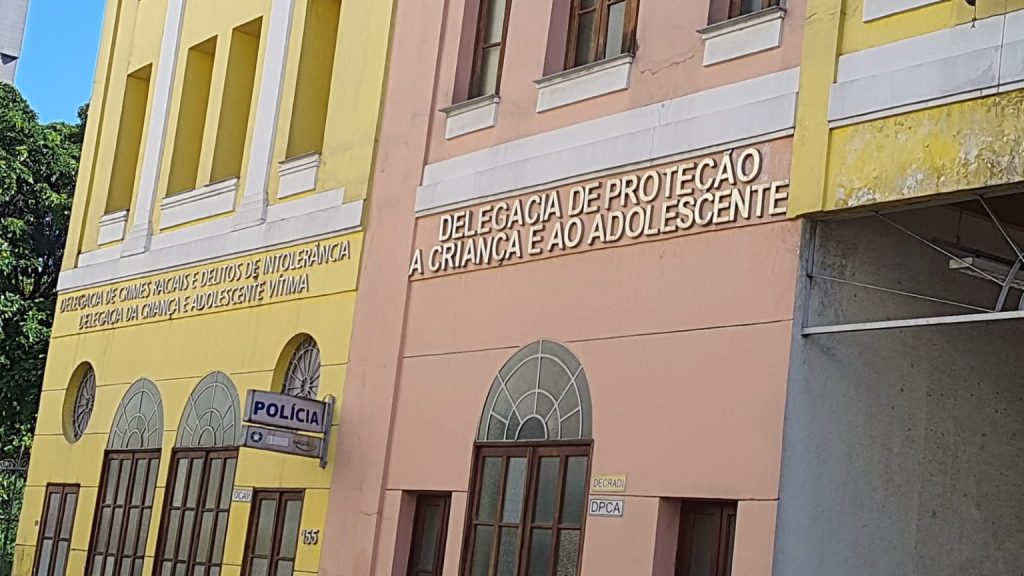 DELEGACIA DE CRIMES RACIAIS E DELITOS DE INTOLERÂNCIA
DELEGACIA DA CRIANÇA E ADOLESCENTE VÍTIMA
DELEGACIA DE PROTEÇÃO
A CRIANÇA E AO ADOLESCENTE
POLÍCIA
DCAV
155
DECRADI
DPCA